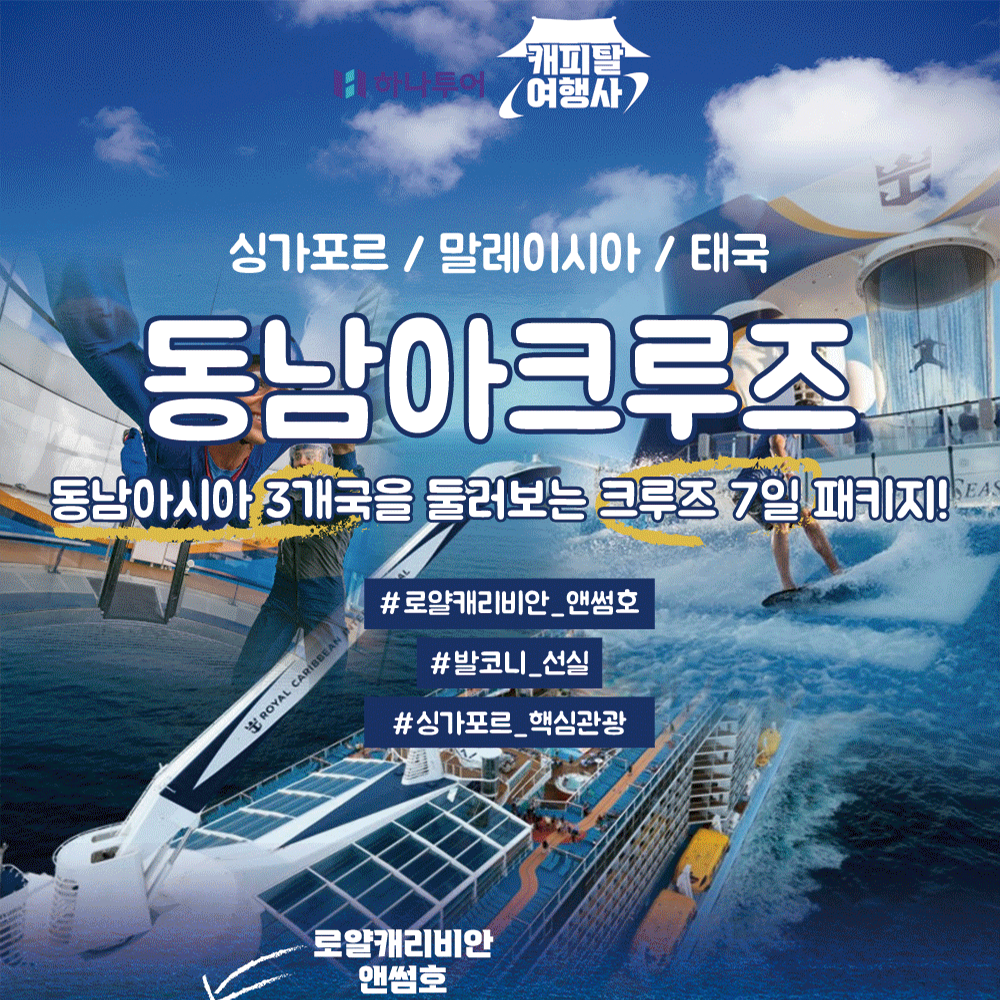 하나투어
캐피탈
여행사
싱가포르 / 말레이시아 / 태국
동남아크루즈
동남아시아 3개국을 둘러보는 크루즈 7일 패키지!
SEAS
#로얄캐리비안_앤썸호
#발코니_선실
#싱가포르_핵심관광
ROYAL CARIBBEAN
로얄캐리비안
앤썸호